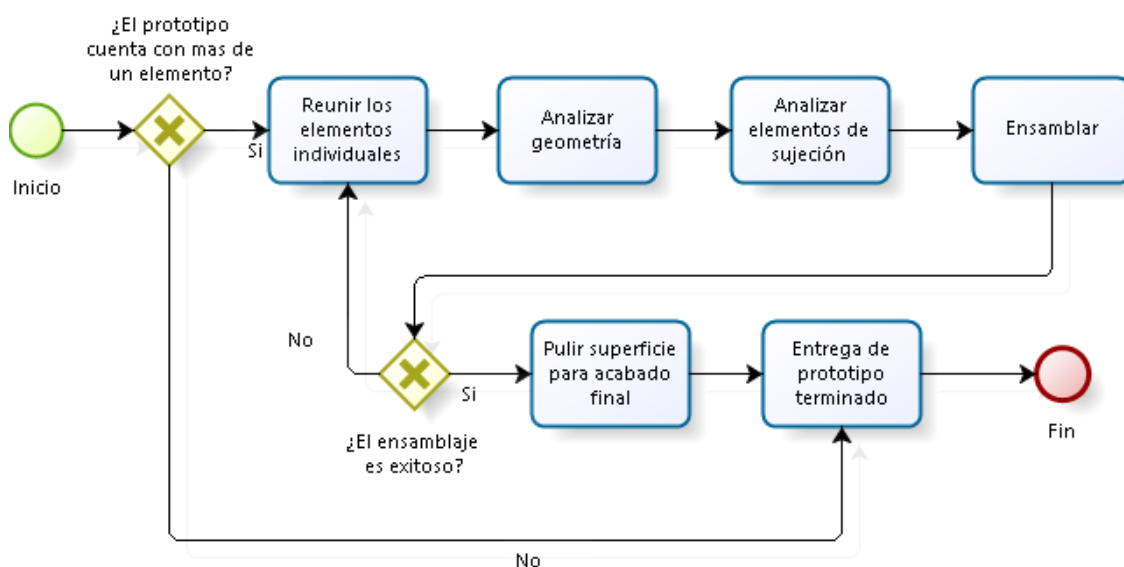 ¿El prototipo
cuenta con mas de
un elemento?
Inicio
Si
Reunir los
elementos
individuales
Analizar
geometría
Analizar
elementos de
sujeción
Ensamblar
No
¿El ensamblaje
es exitoso?
Si
Pulir superficie
para acabado
final
Entrega de
prototipo
terminado
Fin
No